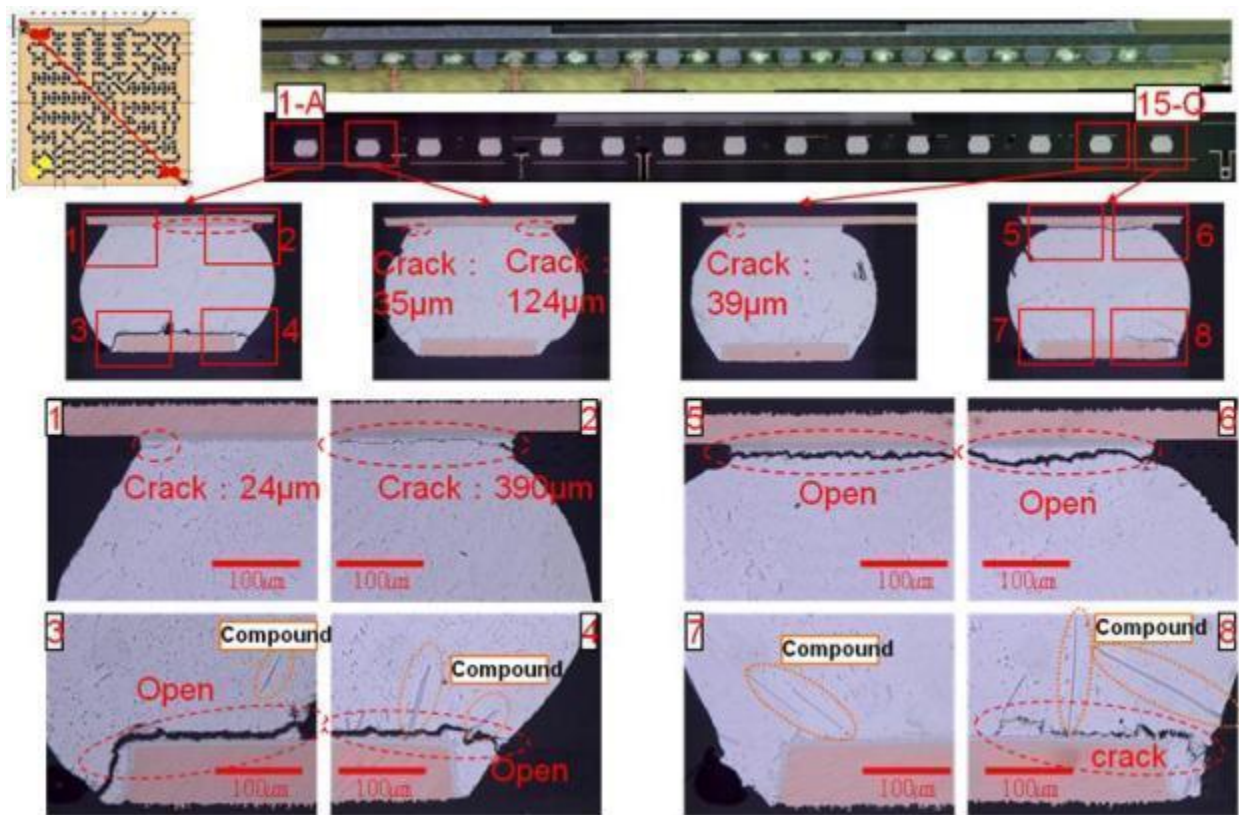 1-A
15-O
1
2
3
4
Crack :
35μm
Crack :
124μm
Crack :
39μm
5
6
7
8
1
2
Crack : 24μm
Crack : 390μm
100μm
100μm
5
6
Open
Open
100μm
100μm
3
4
Compound
Compound
Open
Open
100μm
100μm
7
8
Compound
Compound
crack
100μm
100μm